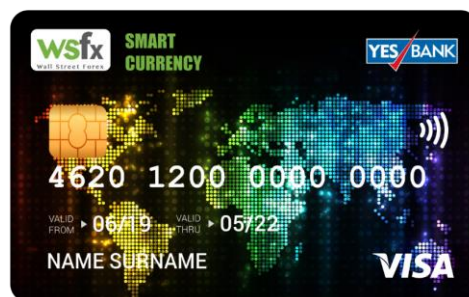 wsfx
Wall Street Forex
SMART
CURRENCY
YES BANK
4620 1200 0000 0000
VALID
FROM
06/19
VALID
THRU
05/22
NAME SURNAME
VISA